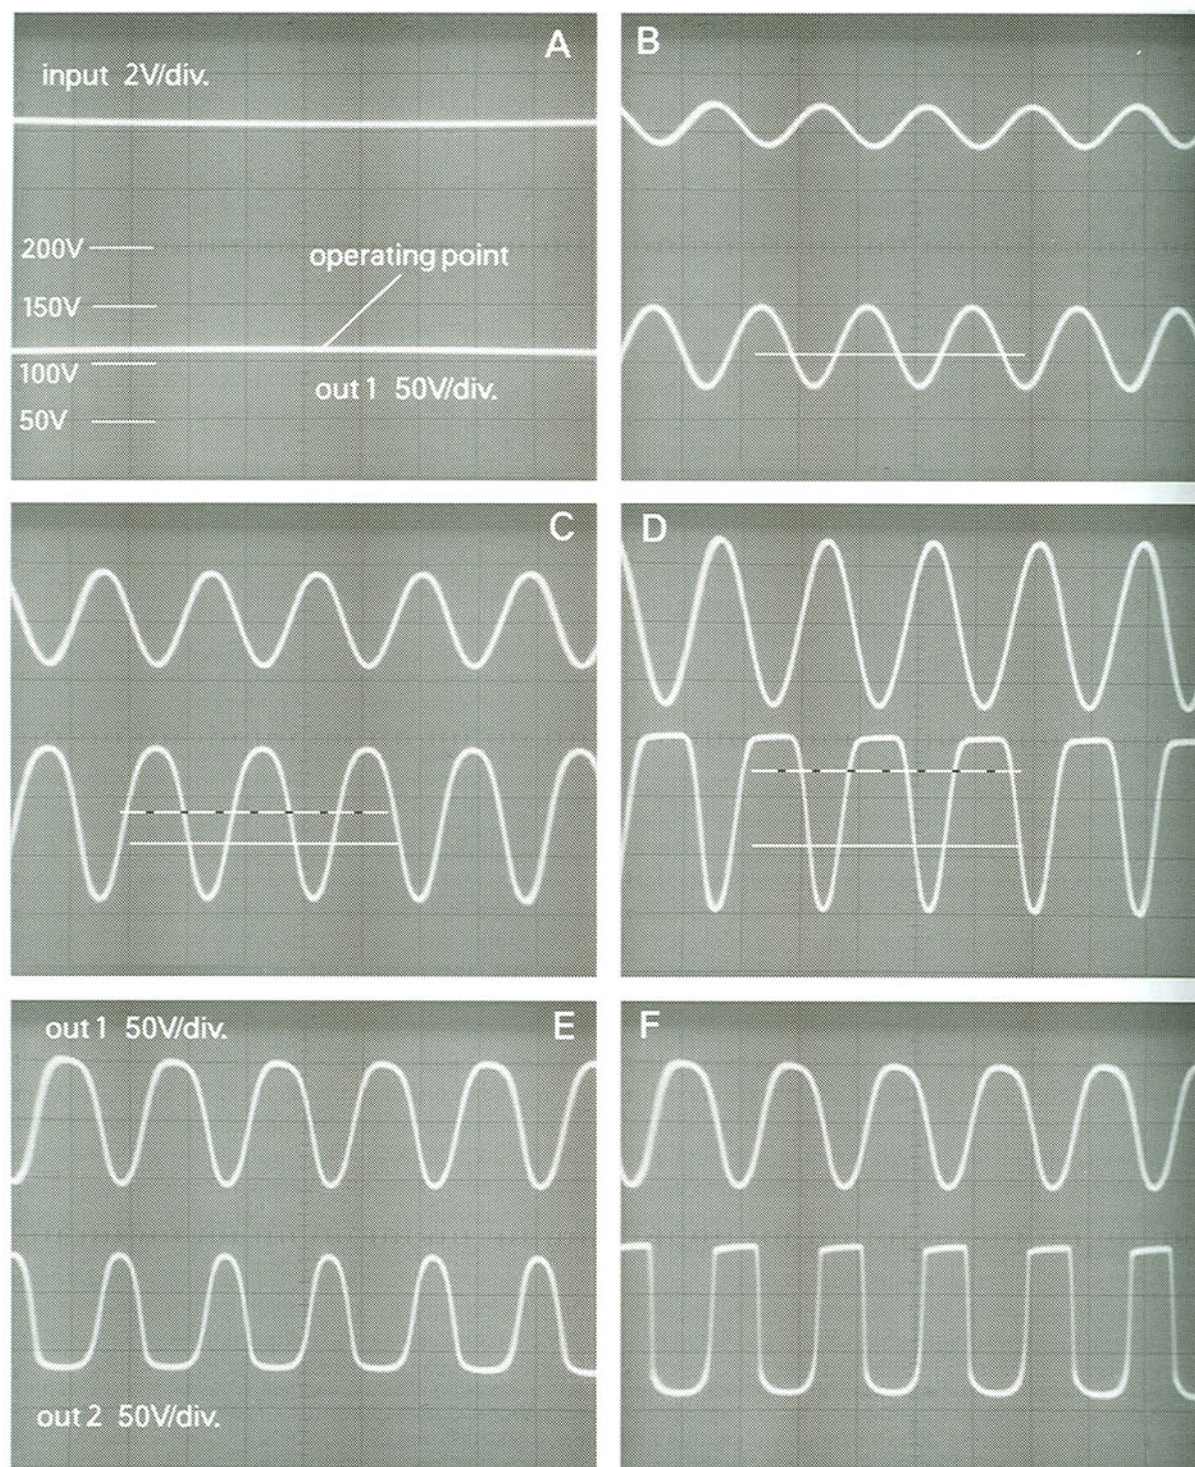 A
input 2V/div.
200V
operating point
150V
100V
out 1 50V/div.
50V
B
C
D
out 1 50V/div.
E
out 2 50V/div.
F